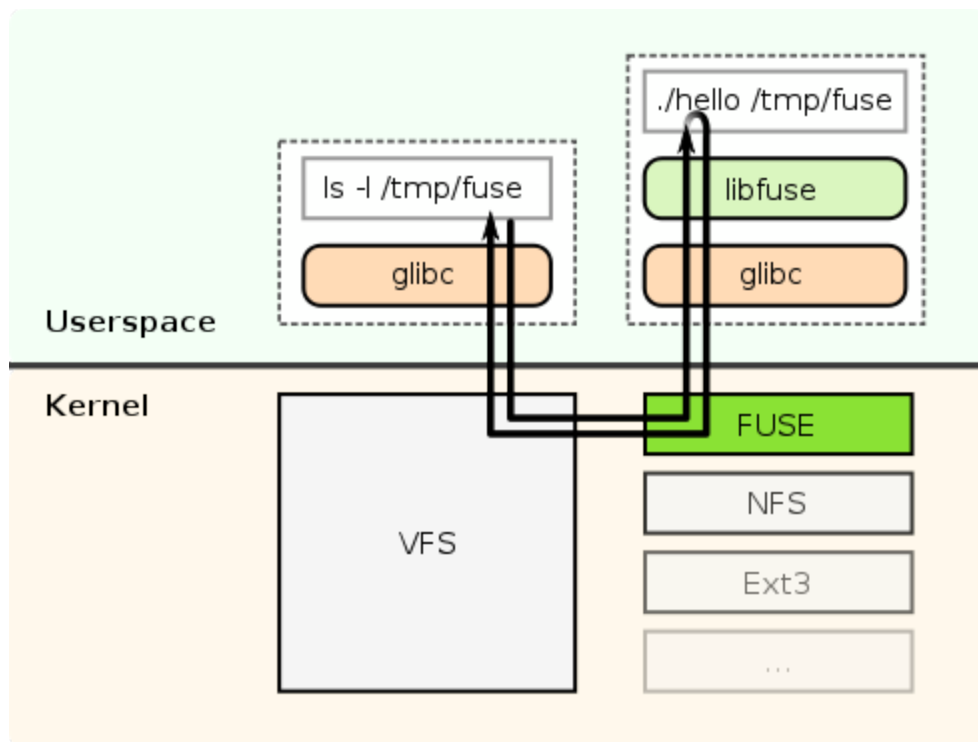 ./hello /tmp/fuse
ls -l /tmp/fuse
libfuse
glibc
glibc
Userspace
Kernel
FUSE
NFS
VFS
Ext3
...